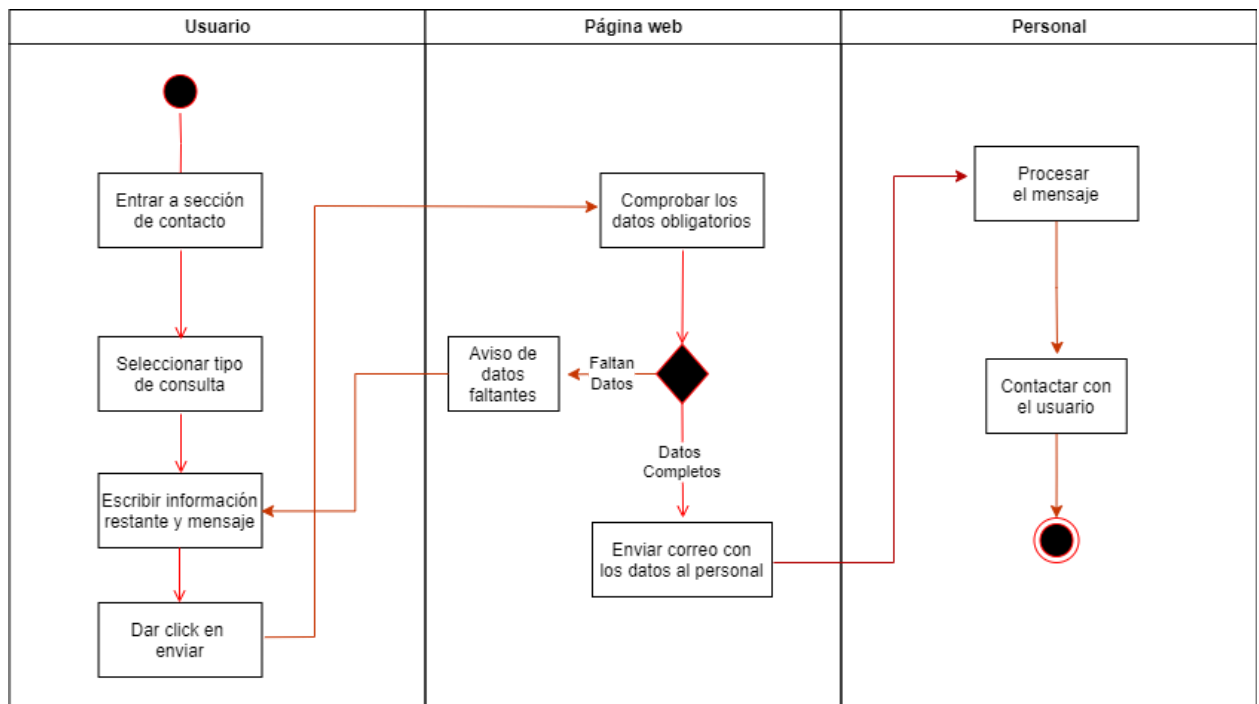 Usuario
Página web
Personal
Entrar a sección
de contacto
Seleccionar tipo
de consulta
Escribir información
restante y mensaje
Dar click en
enviar
Comprobar los
datos obligatorios
Faltan
Datos
Aviso de
datos
faltantes
Datos
Completos
Enviar correo con
los datos al personal
Procesar
el mensaje
Contactar con
el usuario